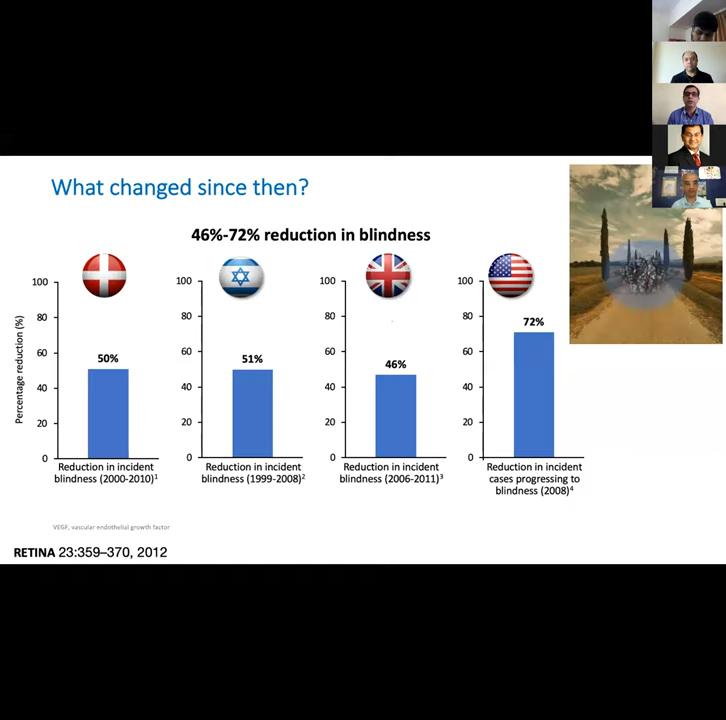 What changed since then?
46%-72% reduction in blindness
Percentage reduction (%)
100
80
60
40
20
0
50%
Reduction in incident
blindness (2000-2010)¹
100
80
60
40
20
0
51%
Reduction in incident
blindness (1999-2008)²
100
80
60
40
20
0
46%
Reduction in incident
blindness (2006-2011)³
100
80
60
40
20
0
72%
Reduction in incident
cases progressing to
blindness (2008)⁴
VEGF, vascular endothelial growth factor
RETINA 23:359–370, 2012